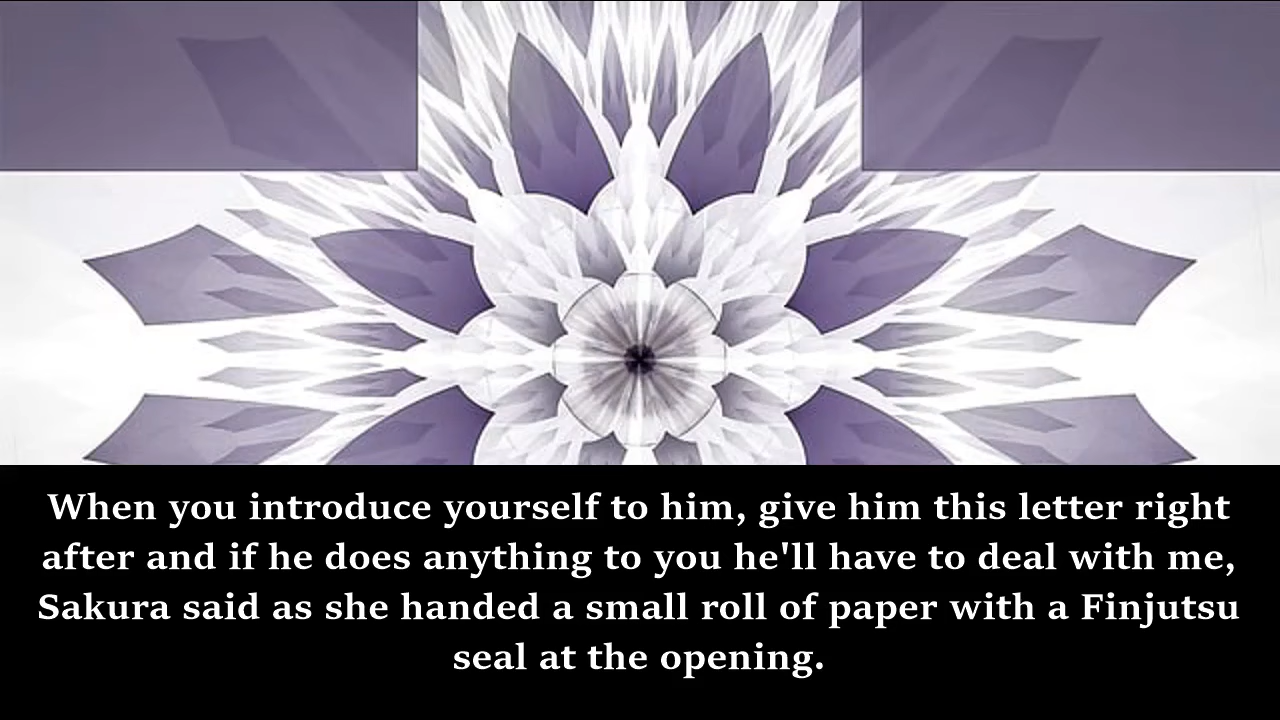 When you introduce yourself to him, give him this letter right
after and if he does anything to you he'll have to deal with me,
Sakura said as she handed a small roll of paper with a Finjutsu
seal at the opening.